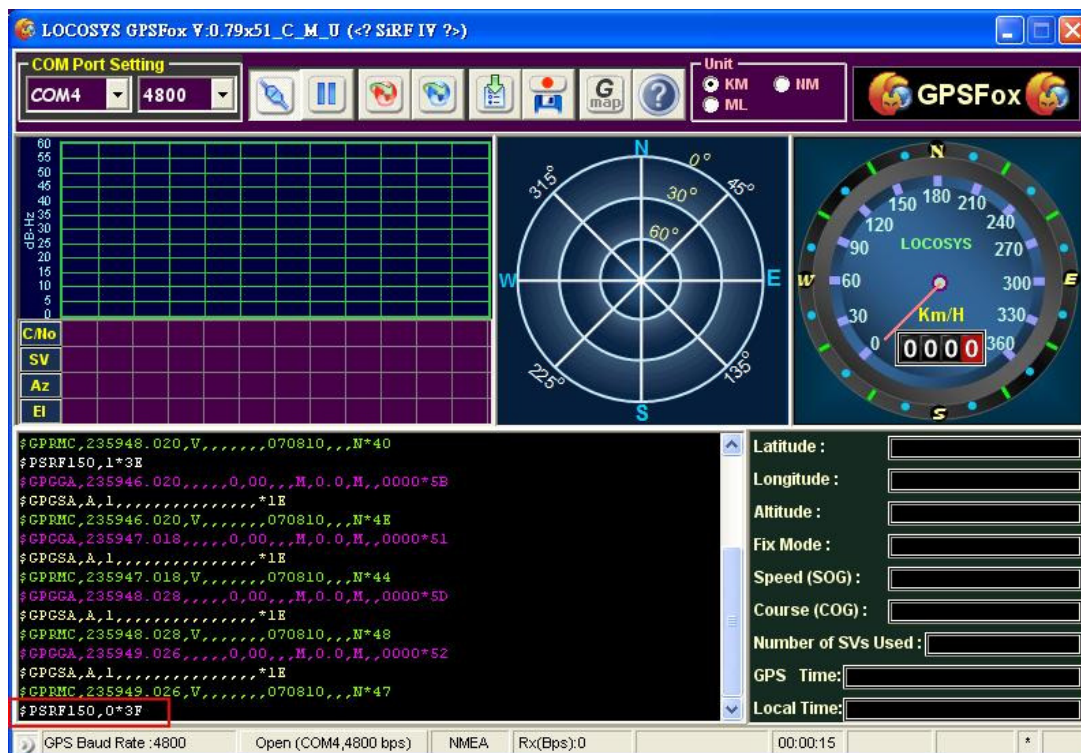 LOCOSYS GPSFox V:0.79x51_C_M_U (<? SiRF IV ?>)
COM Port Setting
COM4 4800
G map
?
Unit
KM NM
ML
GPSFox
60
55
50
45
40
35
30
25
20
15
10
5
0
dB-Hz
C/No
SV
Az
El
N
0°
45°
30°
60°
315°
W
E
225°
135°
S
N
150 180 210
120 240
90 LOCOSYS 270
W 60 300 E
30 Km/H 330
0 0000 360
S
$GPRMC,235948.020,V,,,,,,,070810,,,N*40
$PSRF150,1*3E
$GPGGA,235946.020,,,,,0,00,,,M,0.0,M,,0000*5B
$GPGSA,A,1,,,,,,,,,,,,,,,*1E
$GPRMC,235946.020,V,,,,,,,070810,,,N*4E
$GPGGA,235947.018,,,,,0,00,,,M,0.0,M,,0000*51
$GPGSA,A,1,,,,,,,,,,,,,,,*1E
$GPRMC,235947.018,V,,,,,,,070810,,,N*44
$GPGGA,235948.028,,,,,0,00,,,M,0.0,M,,0000*5D
$GPGSA,A,1,,,,,,,,,,,,,,,*1E
$GPRMC,235948.028,V,,,,,,,070810,,,N*48
$GPGGA,235949.026,,,,,0,00,,,M,0.0,M,,0000*52
$GPGSA,A,1,,,,,,,,,,,,,,,*1E
$GPRMC,235949.026,V,,,,,,,070810,,,N*47
$PSRF150,0*3F
Latitude :
Longitude :
Altitude :
Fix Mode :
Speed (SOG) :
Course (COG) :
Number of SVs Used :
GPS Time:
Local Time:
GPS Baud Rate :4800 Open (COM4,4800 bps) NMEA Rx(Bps):0 00:00:15 *